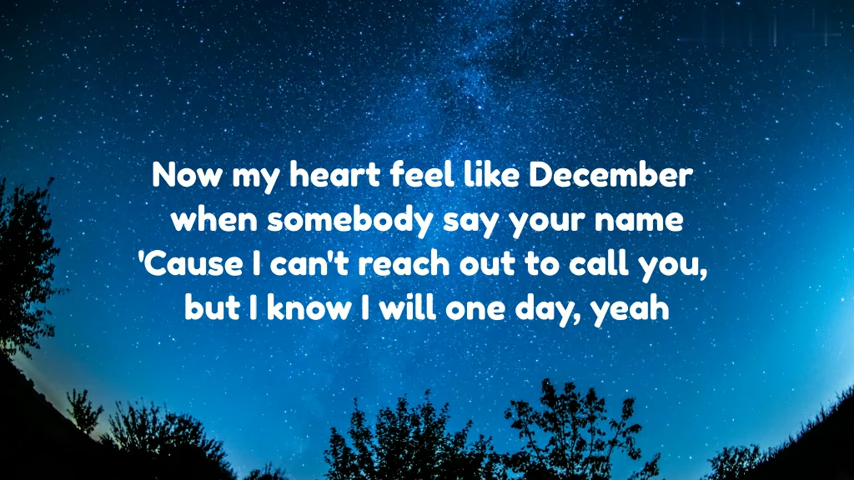 Now my heart feel like December
when somebody say your name
'Cause I can't reach out to call you,
but I know I will one day, yeah